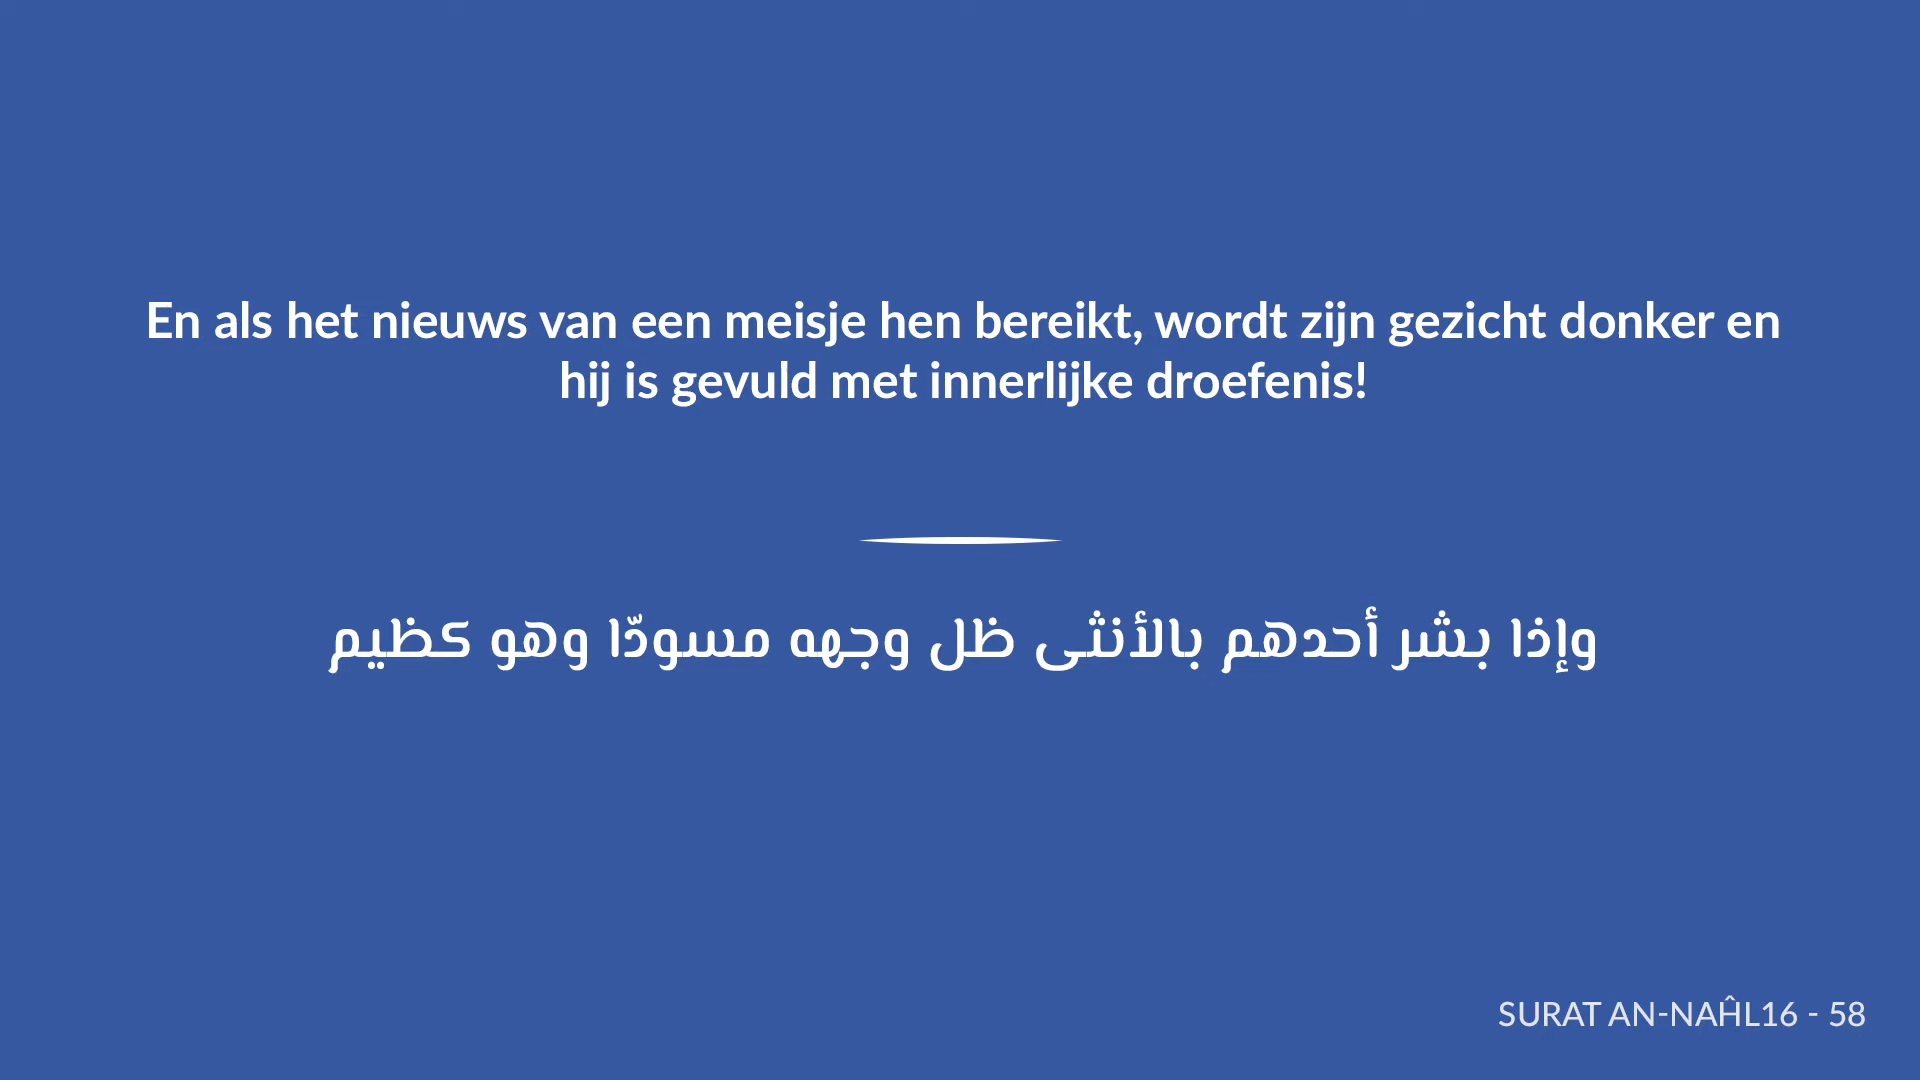 En als het nieuws van een meisje hen bereikt, wordt zijn gezicht donker en
hij is gevuld met innerlijke droefenis!
وإذا بشر أحدهم بالأنثى ظل وجهه مسودّا وهو كظيم
SURAT AN-NAĤL16 - 58